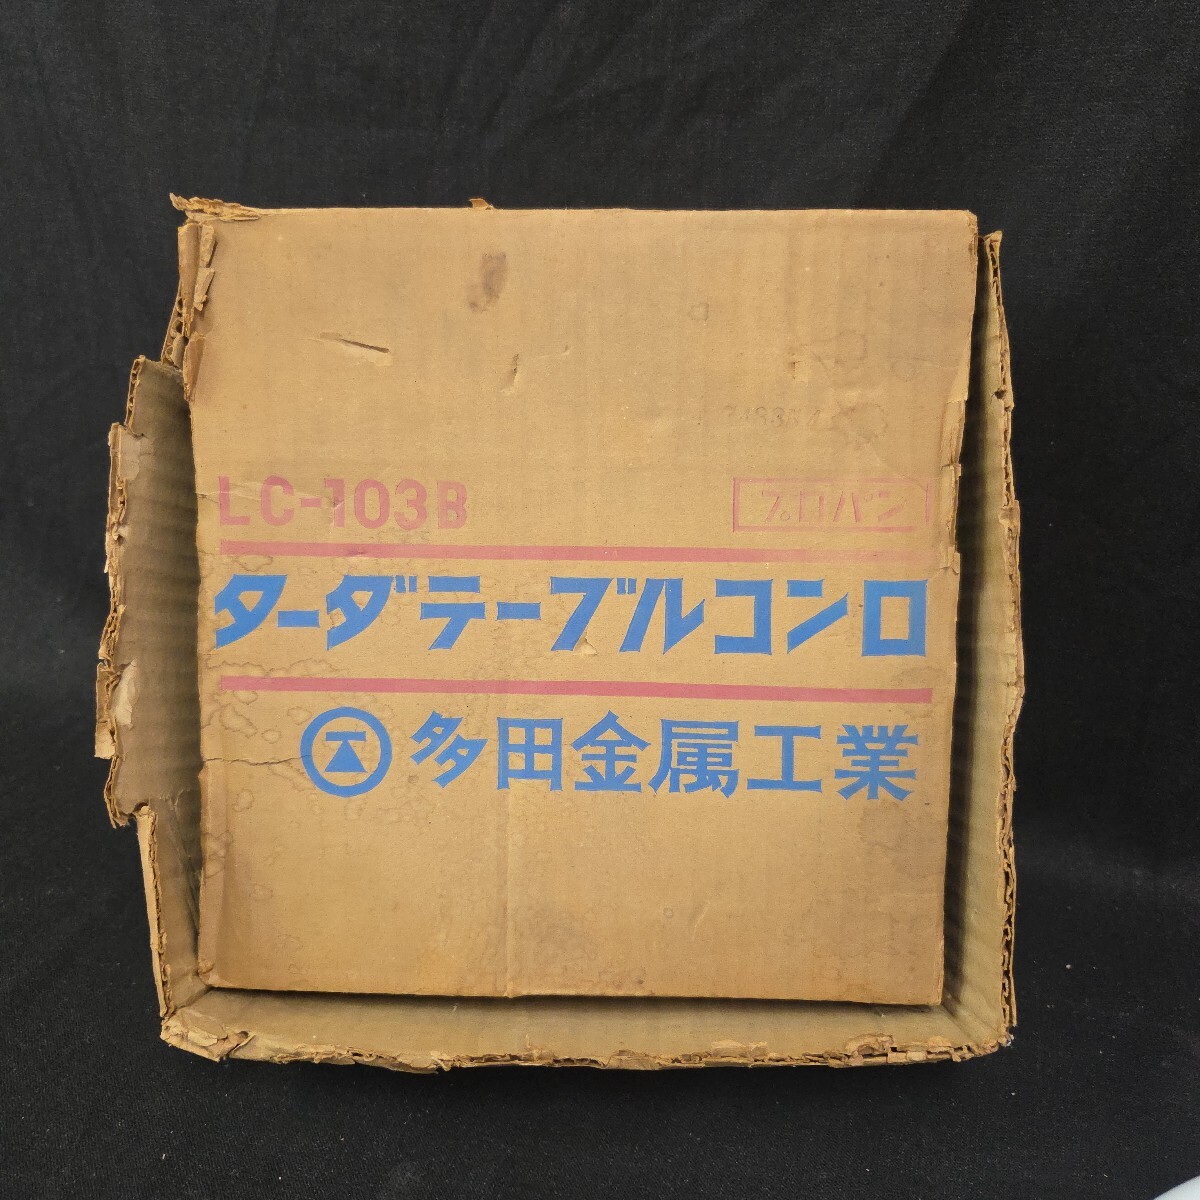 LC-103B プロパン
ターダテーブルコンロ
多田金属工業